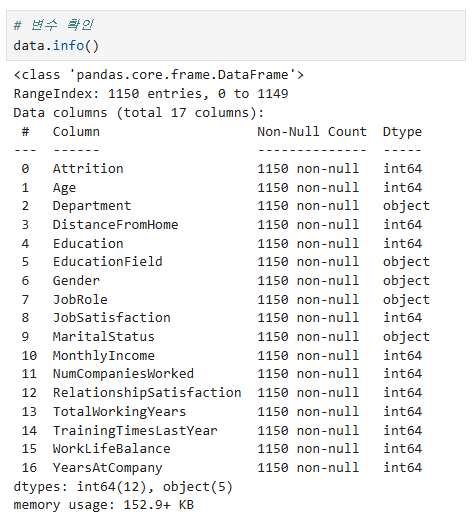 # 변수 확인
data.info()
<class 'pandas.core.frame.DataFrame'>
RangeIndex: 1150 entries, 0 to 1149
Data columns (total 17 columns):
 #   Column                    Non-Null Count  Dtype 
---  ------                    --------------  ----- 
 0   Attrition                 1150 non-null   int64 
 1   Age                       1150 non-null   int64 
 2   Department                1150 non-null   object
 3   DistanceFromHome          1150 non-null   int64 
 4   Education                 1150 non-null   int64 
 5   EducationField            1150 non-null   object
 6   Gender                    1150 non-null   object
 7   JobRole                   1150 non-null   object
 8   JobSatisfaction           1150 non-null   int64 
 9   MaritalStatus             1150 non-null   object
 10  MonthlyIncome             1150 non-null   int64 
 11  NumCompaniesWorked        1150 non-null   int64 
 12  RelationshipSatisfaction  1150 non-null   int64 
 13  TotalWorkingYears         1150 non-null   int64 
 14  TrainingTimesLastYear     1150 non-null   int64 
 15  WorkLifeBalance           1150 non-null   int64 
 16  YearsAtCompany            1150 non-null   int64 
dtypes: int64(12), object(5)
memory usage: 152.9+ KB